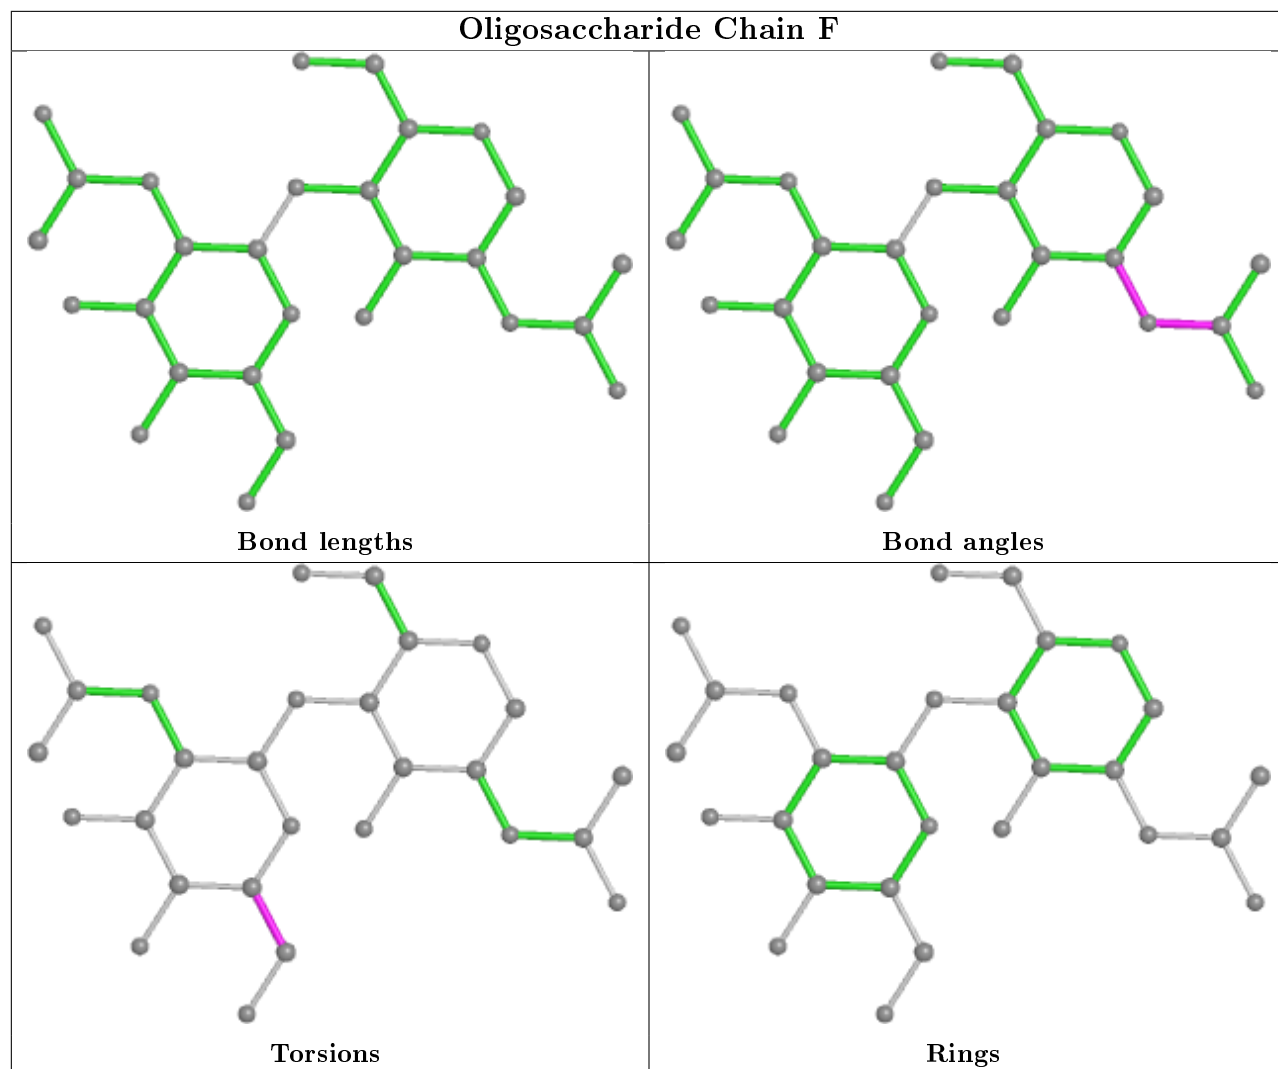 Oligosaccharide Chain F
Bond lengths
Bond angles
Torsions
Rings